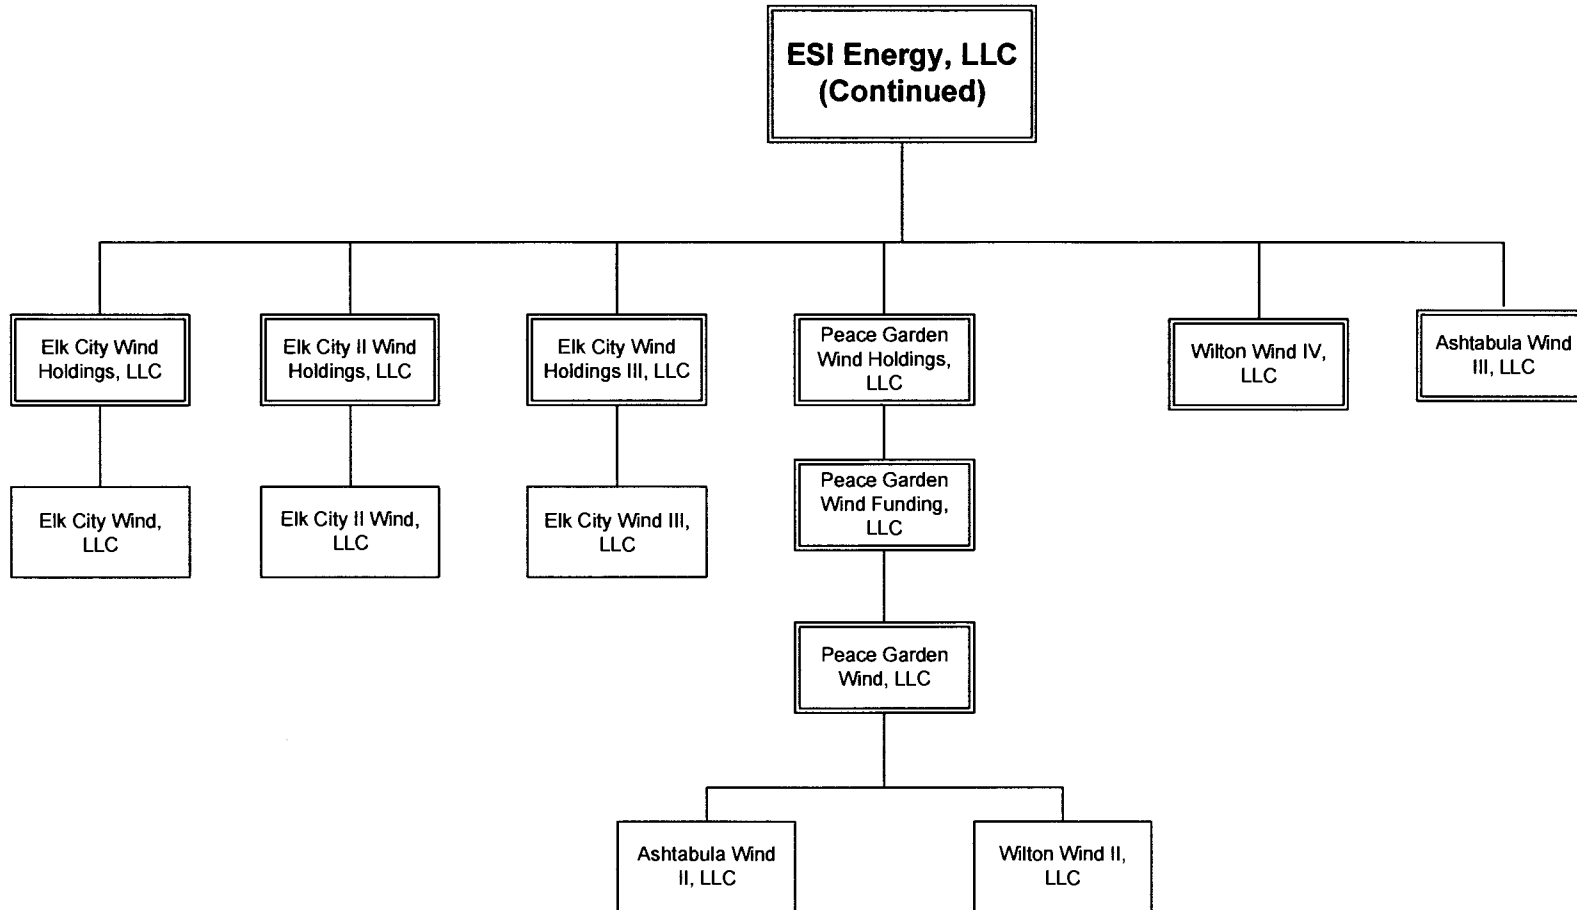 ESI Energy, LLC
(Continued)
Elk City Wind
Holdings, LLC
Elk City II Wind
Holdings, LLC
Elk City Wind
Holdings III, LLC
Peace Garden
Wind Holdings,
LLC
Wilton Wind IV,
LLC
Ashtabula Wind
III, LLC
Elk City Wind,
LLC
Elk City II Wind,
LLC
Elk City Wind III,
LLC
Peace Garden
Wind Funding,
LLC
Peace Garden
Wind, LLC
Ashtabula Wind
II, LLC
Wilton Wind II,
LLC